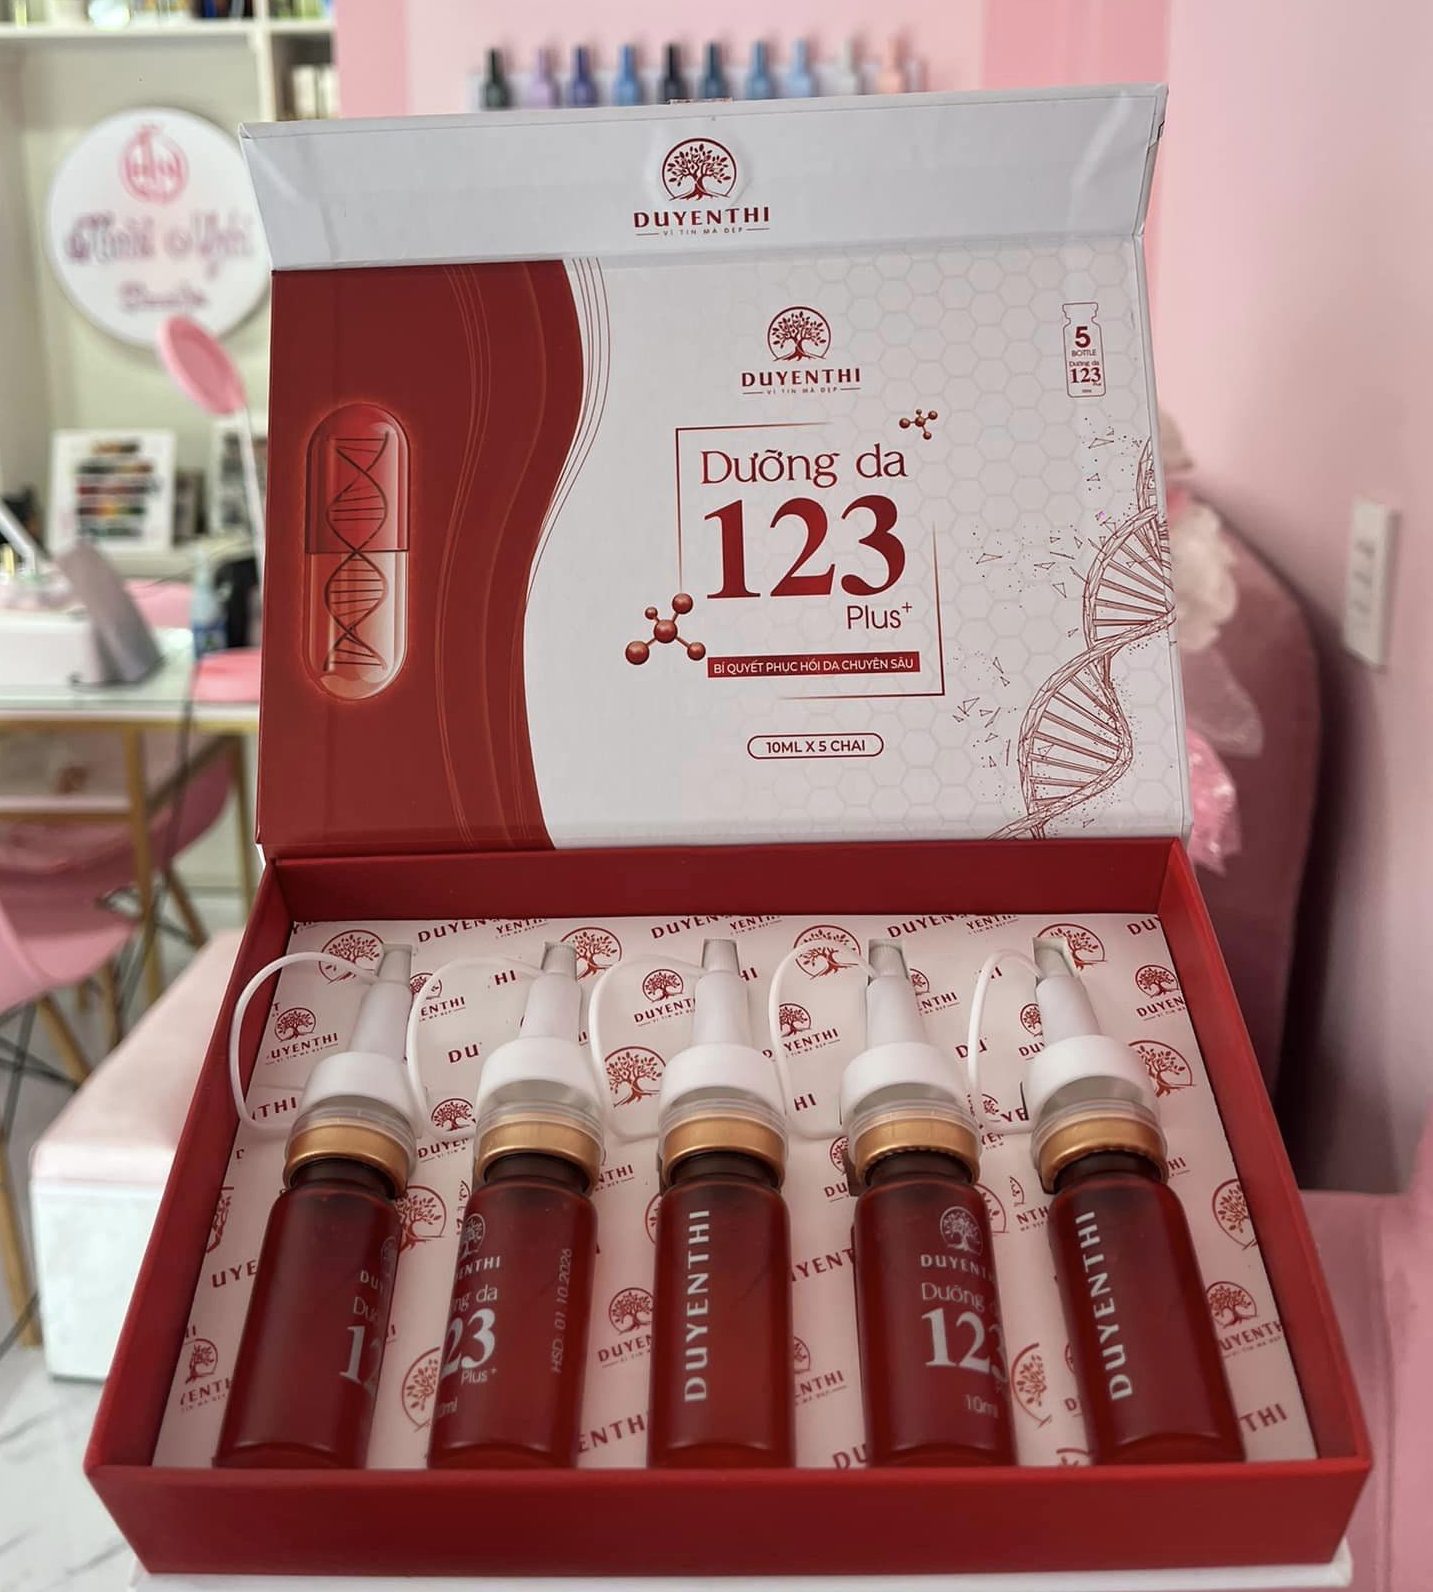 DUYENTHI
VÌ TIN MÀ ĐẸP
DUYENTHI
VÌ TIN MÀ ĐẸP
5
BOTTLE
Dưỡng da
123
Plus
Dưỡng da
123
Plus+
BÍ QUYẾT PHỤC HỒI DA CHUYÊN SÂU
10ML X 5 CHAI
DUYENTHI
DUYENTHI
DUYENTHI
123
Plus+
HSD: 01.10.2026
DUYENTHI
DUYENTHI
Dưỡng
123
10ml
DUYENTHI